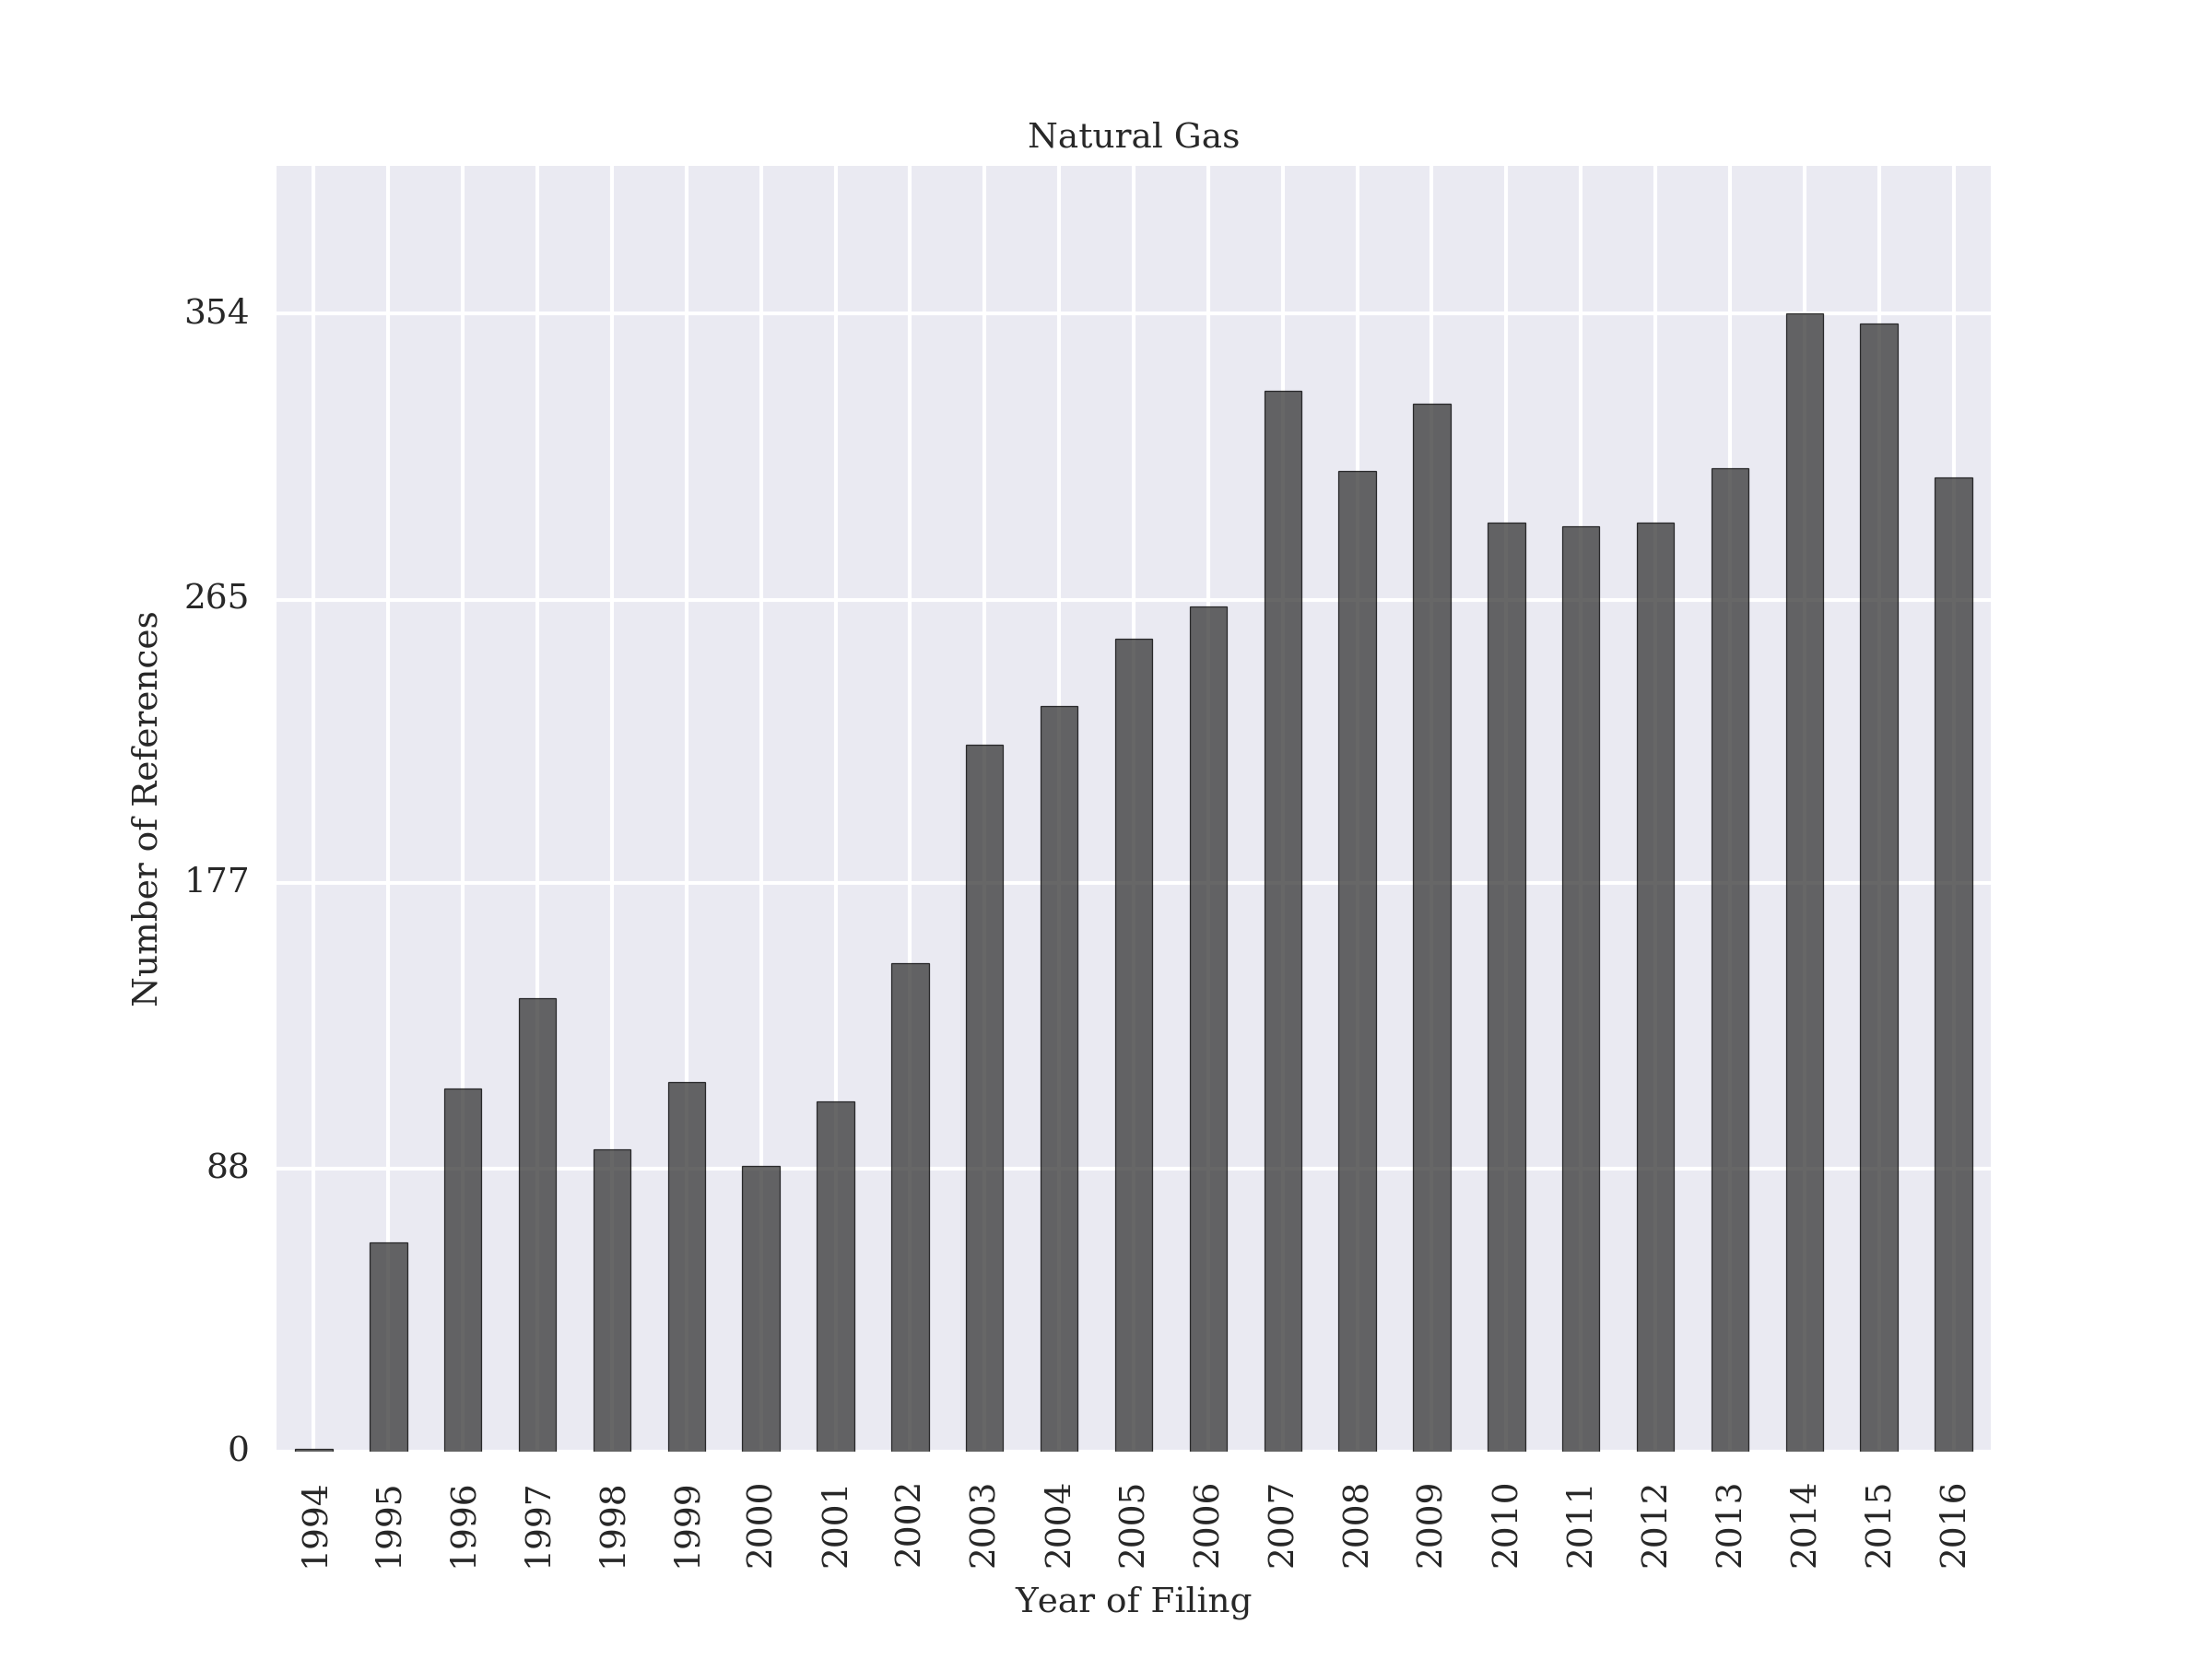 Natural Gas
Number of References
354
265
177
88
0
1994 1995 1996 1997 1998 1999 2000 2001 2002 2003 2004 2005 2006 2007 2008 2009 2010 2011 2012 2013 2014 2015 2016
Year of Filing